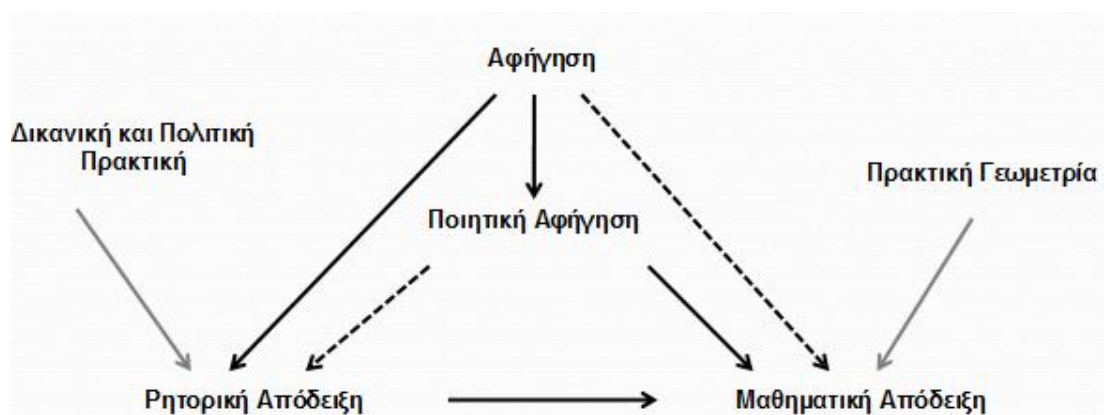 Αφήγηση
Δικανική και Πολιτική
Πρακτική
Πρακτική Γεωμετρία
Ποιητική Αφήγηση
Ρητορική Απόδειξη
Μαθηματική Απόδειξη